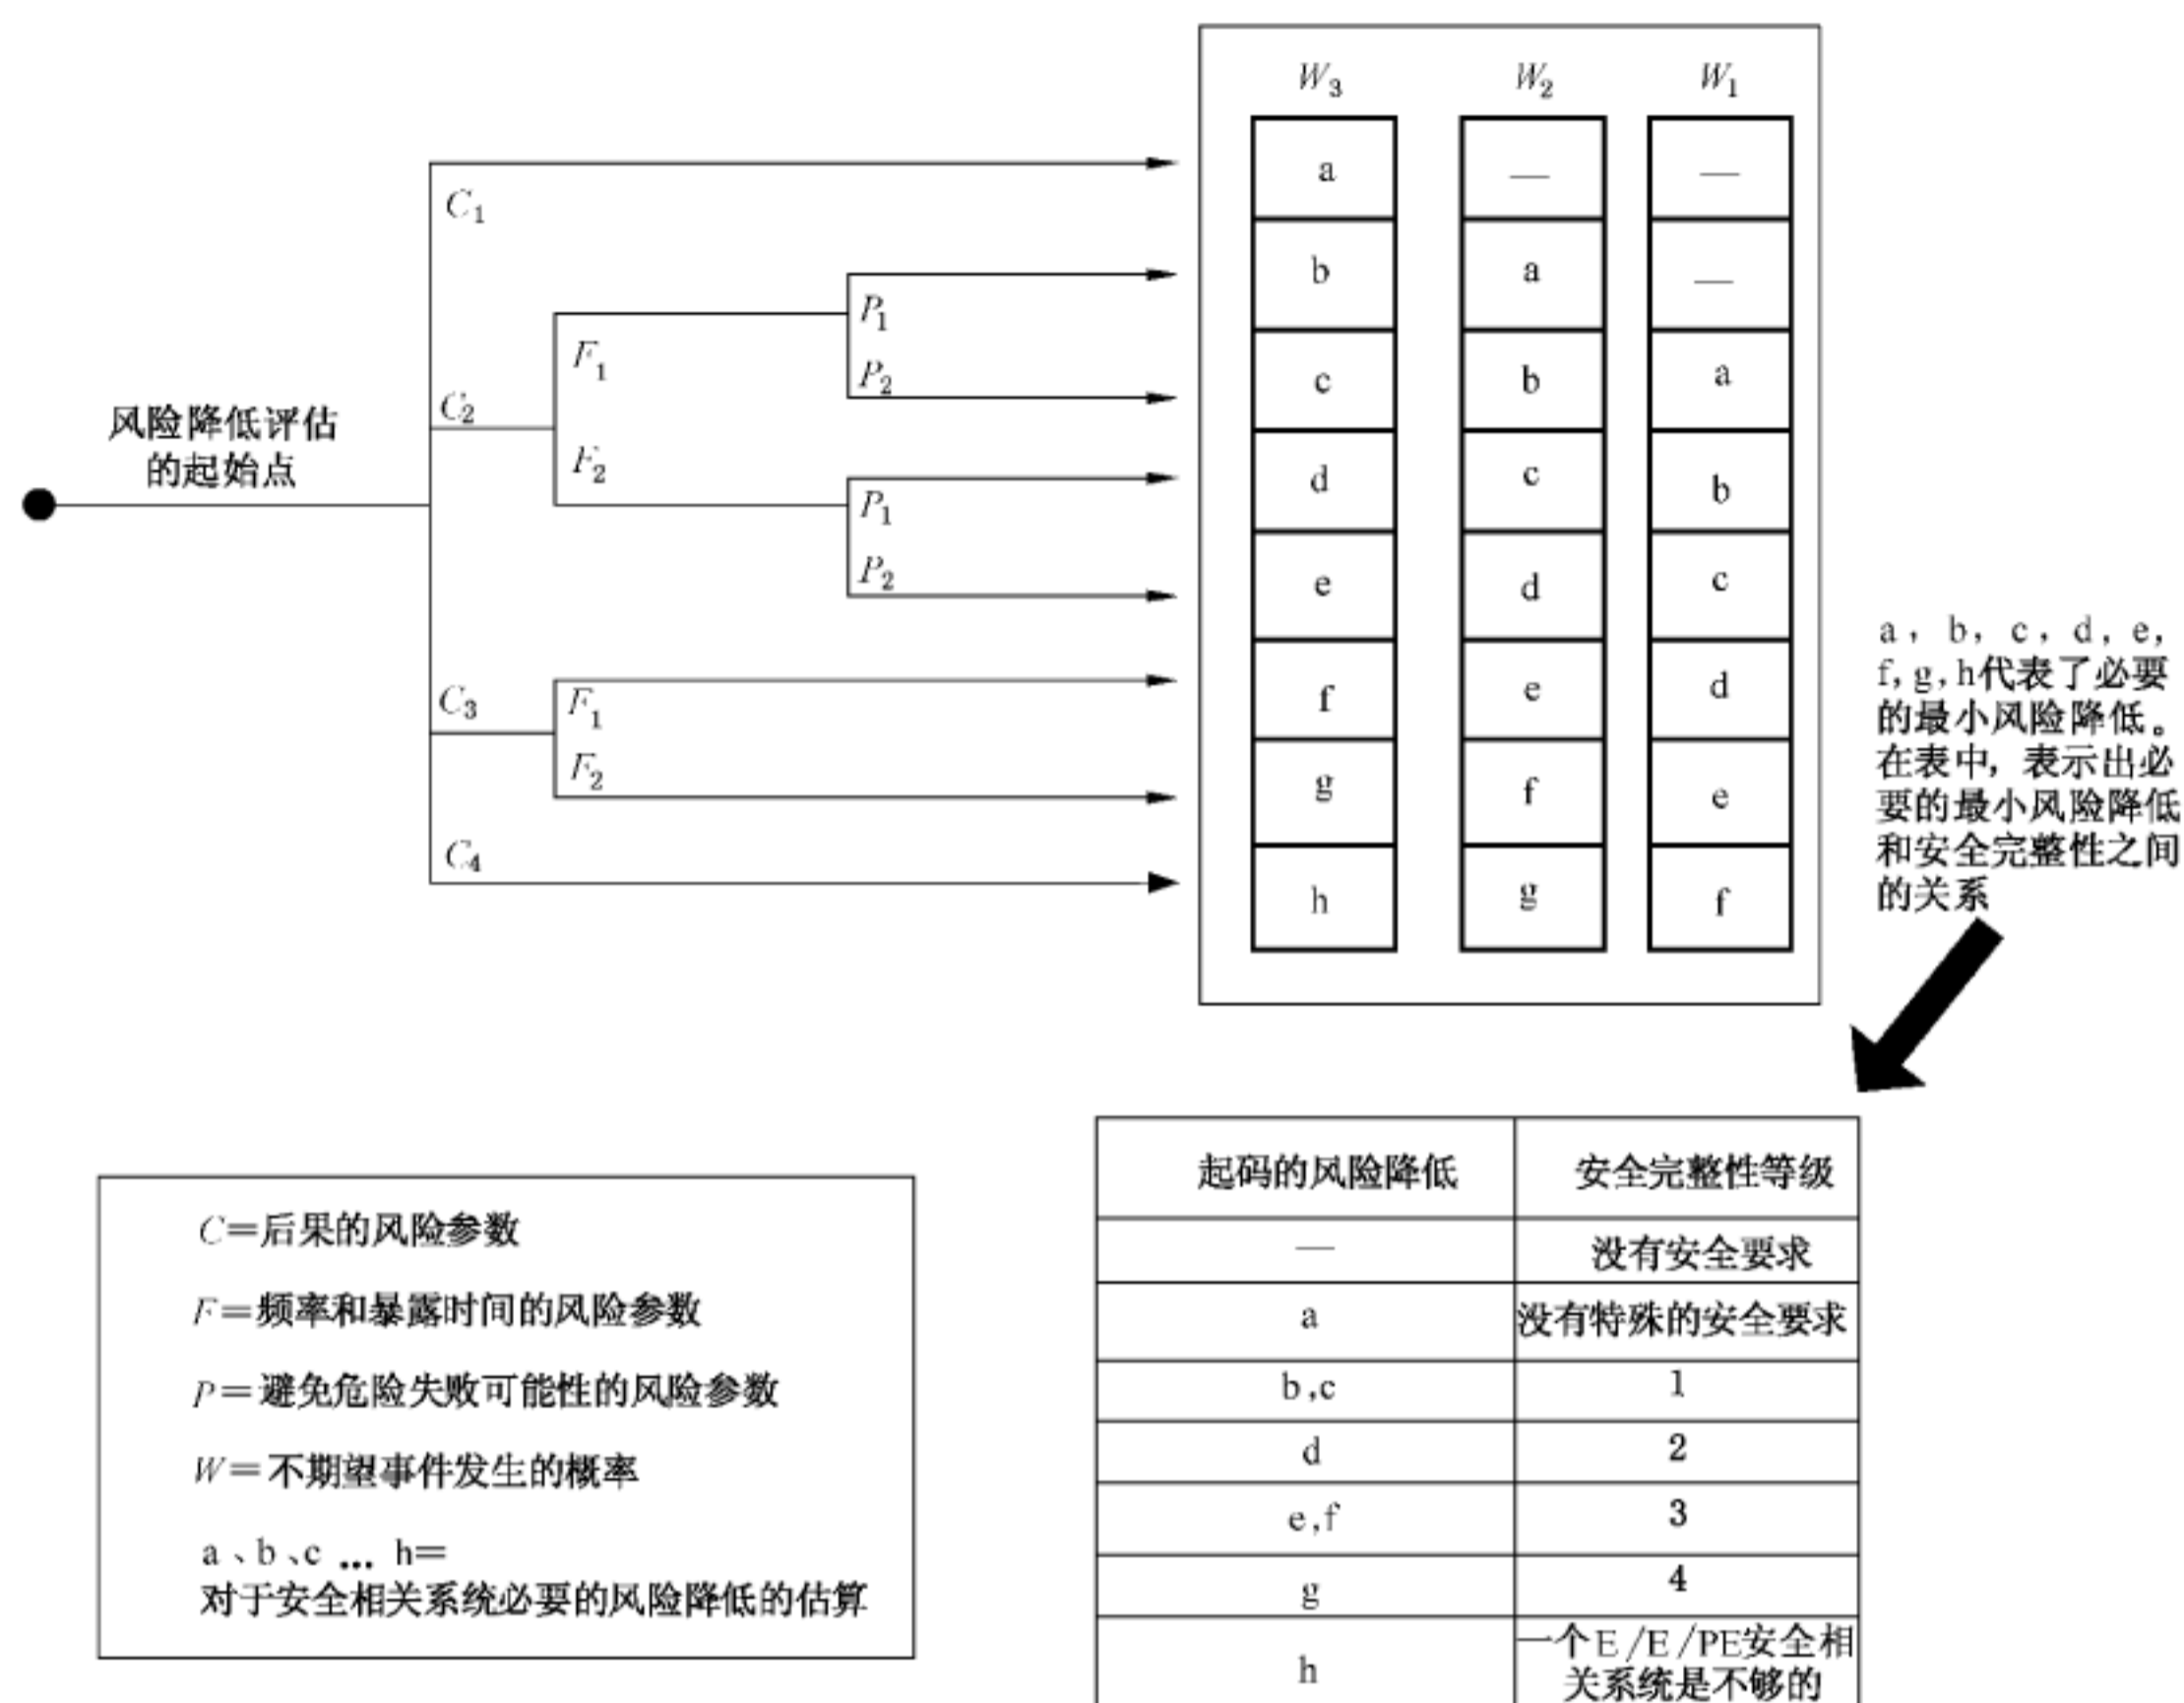 W₃ W₂ W₁
C₁
a — —
P₁
b a —
F₁
P₂
c b a
C₂
风险降低评估
的起始点
F₂
P₁
d c b
P₂
e d c
C₃
F₁
f e d
F₂
g f e
C₄
h g f
a, b, c, d, e,
f, g, h代表了必要
的最小风险降低。
在表中, 表示出必
要的最小风险降低
和安全完整性之间
的关系
C=后果的风险参数
F=频率和暴露时间的风险参数
P=避免危险失败可能性的风险参数
W=不期望事件发生的概率
a、b、c … h=
对于安全相关系统必要的风险降低的估算
起码的风险降低 安全完整性等级
— 没有安全要求
a 没有特殊的安全要求
b,c 1
d 2
e,f 3
g 4
h 一个E/E/PE安全相
关系统是不够的